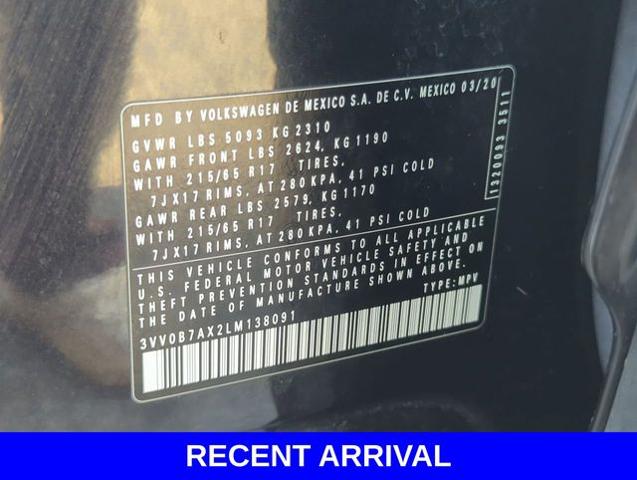 MFD BY VOLKSWAGEN DE MEXICO S.A. DE C.V. MEXICO 03/20
GVWR LBS 5093 KG 2310
GAWR FRONT LBS 2624, KG 1190
WITH 215/65 R17 TIRES,
7JX17 RIMS, AT 280 KPA, 41 PSI COLD
GAWR REAR LBS 2579, KG 1170
WITH 215/65 R17 TIRES,
7JX17 RIMS, AT 280 KPA, 41 PSI COLD
THIS VEHICLE CONFORMS TO ALL APPLICABLE
U.S. FEDERAL MOTOR VEHICLE SAFETY AND
THEFT PREVENTION STANDARDS IN EFFECT ON
THE DATE OF MANUFACTURE SHOWN ABOVE.
3VV0B7AX2LM138091 TYPE: MPV
1320093 3511
RECENT ARRIVAL